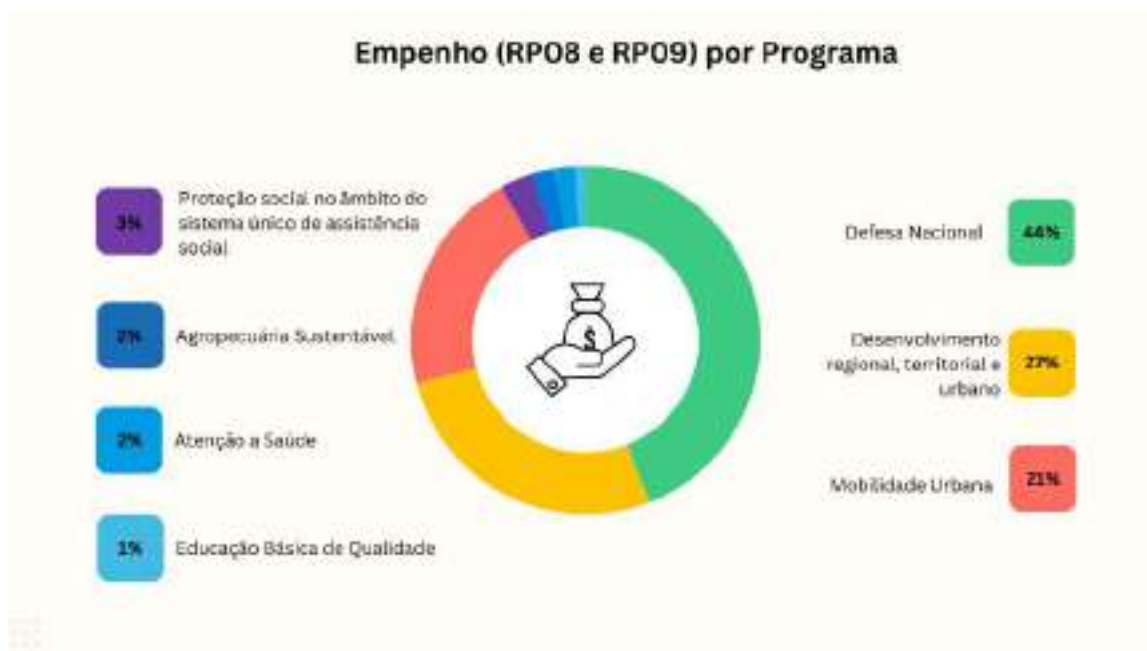 Empenho (RP08 e RP09) por Programa
3%
Proteção social no âmbito do
sistema único de assistência
social
2%
Agropecuária Sustentável
2%
Atenção a Saúde
1%
Educação Básica de Qualidade
$
Defesa Nacional
44%
Desenvolvimento
regional, territorial e
urbano
27%
Mobilidade Urbana
21%